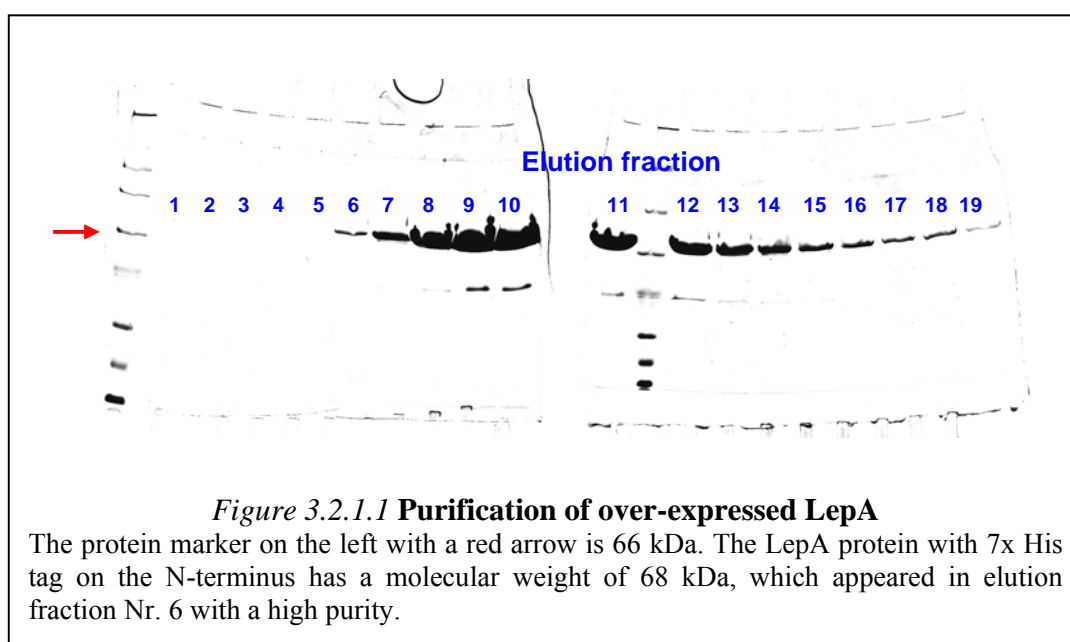 Elution fraction
1 2 3 4 5 6 7 8 9 10 11 12 13 14 15 16 17 18 19
Figure 3.2.1.1 Purification of over-expressed LepA
The protein marker on the left with a red arrow is 66 kDa. The LepA protein with 7x His
tag on the N-terminus has a molecular weight of 68 kDa, which appeared in elution
fraction Nr. 6 with a high purity.